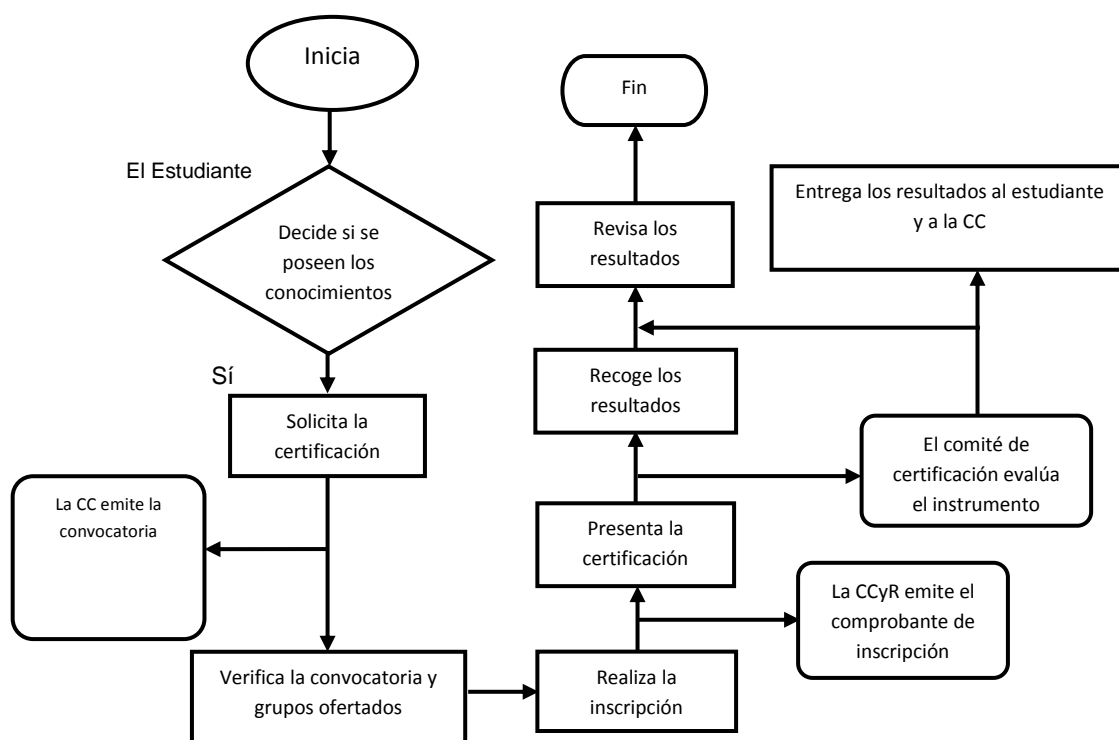 Inicia
El Estudiante
Decide si se
poseen los
conocimientos
Sí
Solicita la
certificación
La CC emite la
convocatoria
Verifica la convocatoria y
grupos ofertados
Realiza la
inscripción
La CCyR emite el
comprobante de
inscripción
Presenta la
certificación
El comité de
certificación evalúa
el instrumento
Recoge los
resultados
Entrega los resultados al estudiante
y a la CC
Revisa los
resultados
Fin